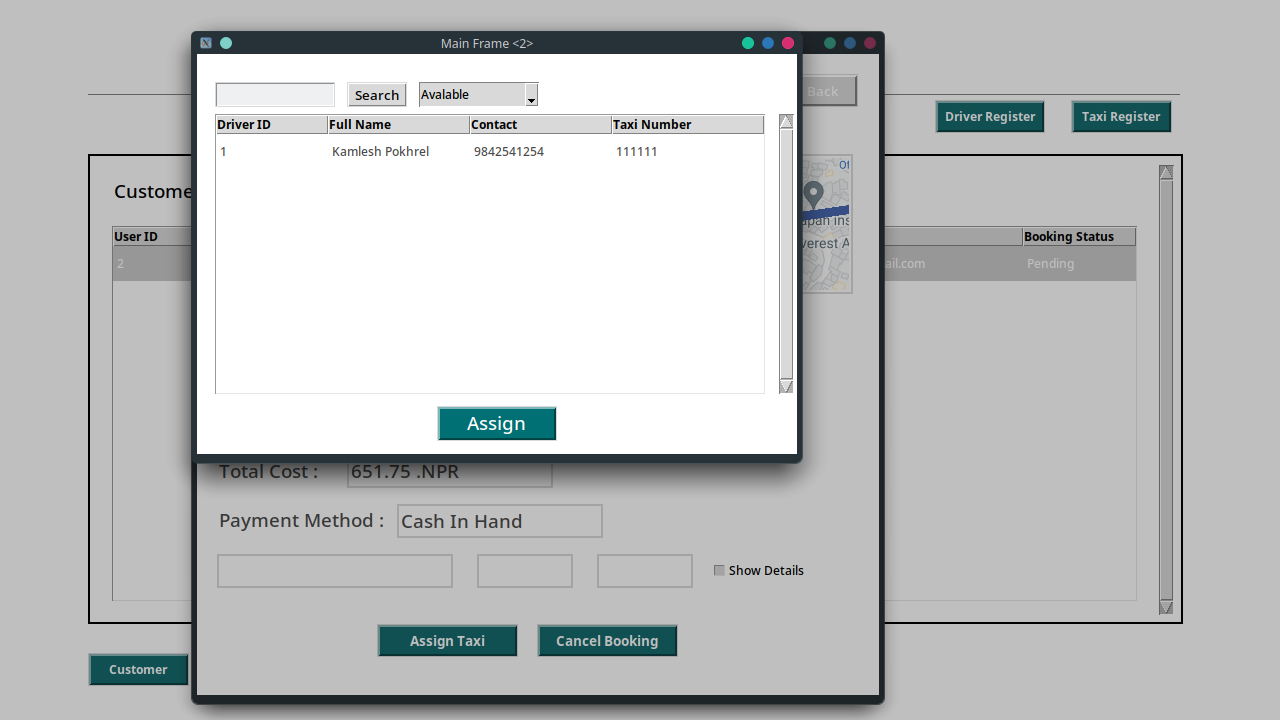 Main Frame <2>
Search
Avalable
Driver ID Full Name Contact Taxi Number
1 Kamlesh Pokhrel 9842541254 111111
Assign
Back
Driver Register
Taxi Register
Custome
User ID
Booking Status
2
ail.com
Pending
Of
apan ins
verest A
Total Cost :
651.75 .NPR
Payment Method :
Cash In Hand
Show Details
Assign Taxi
Cancel Booking
Customer